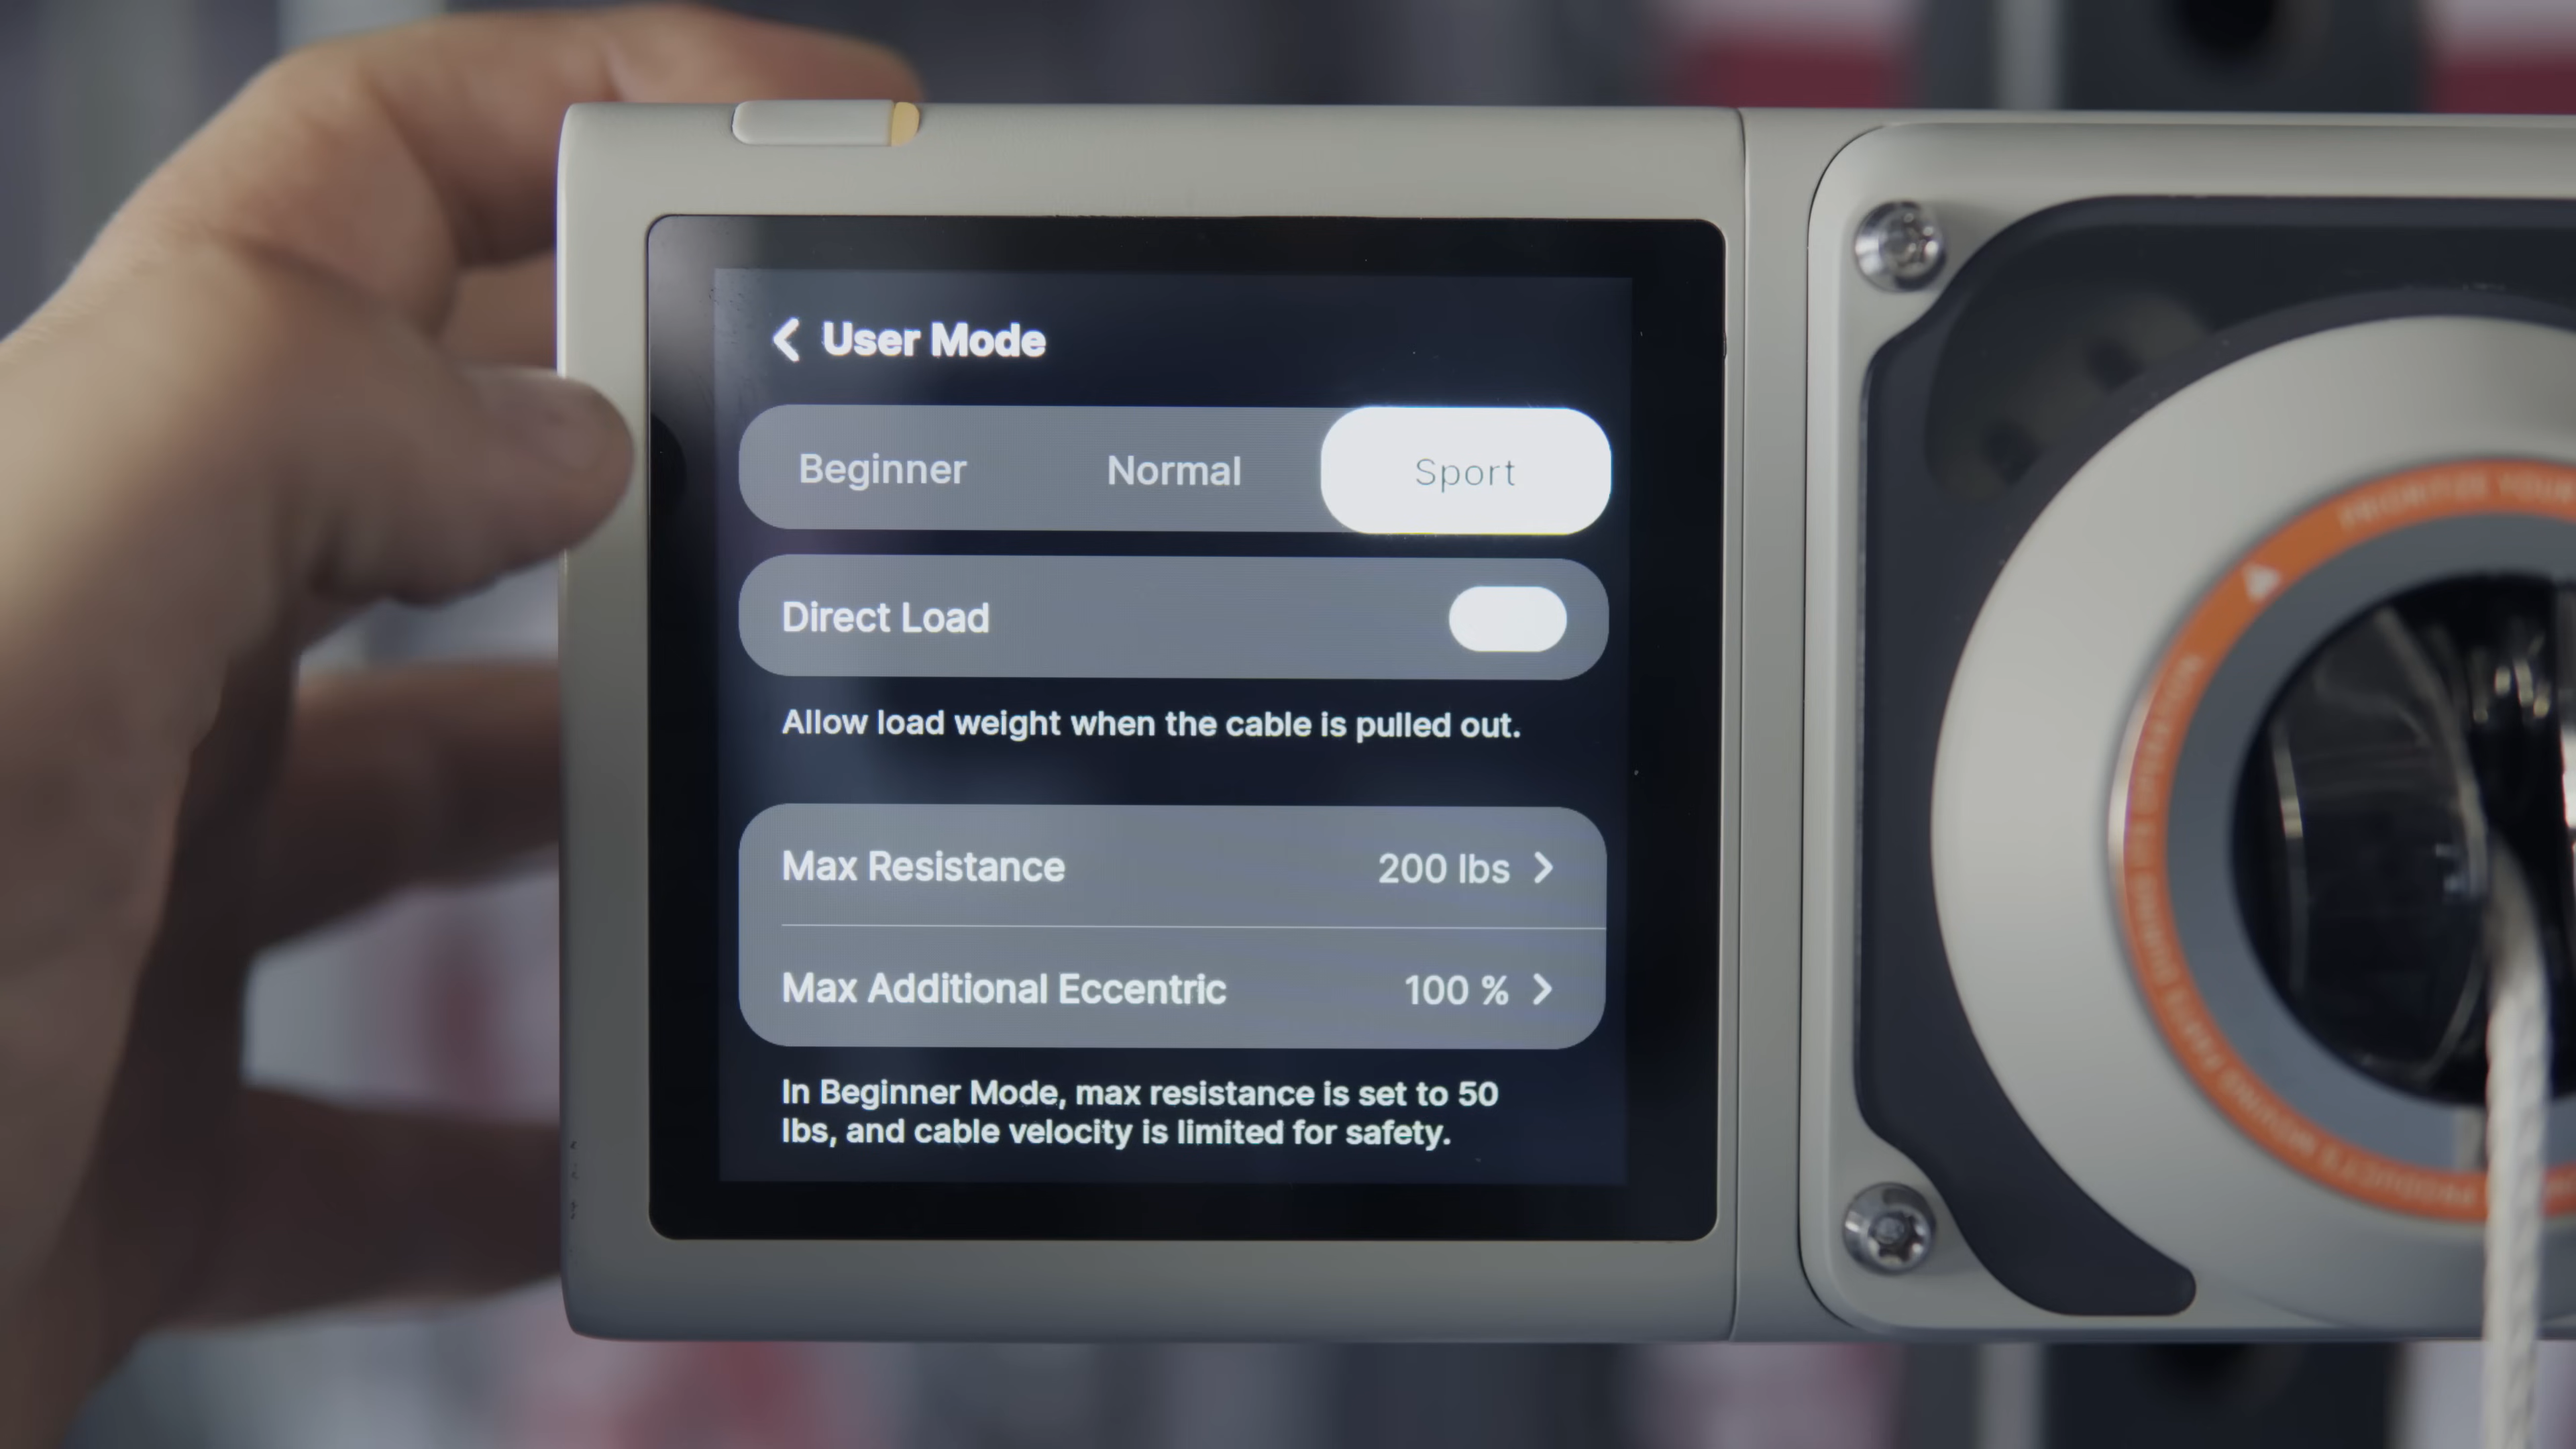 User Mode
Beginner Normal Sport
Direct Load
Allow load weight when the cable is pulled out.
Max Resistance 200 lbs
Max Additional Eccentric 100 %
In Beginner Mode, max resistance is set to 50
lbs, and cable velocity is limited for safety.
PRIORITIZE YOUR